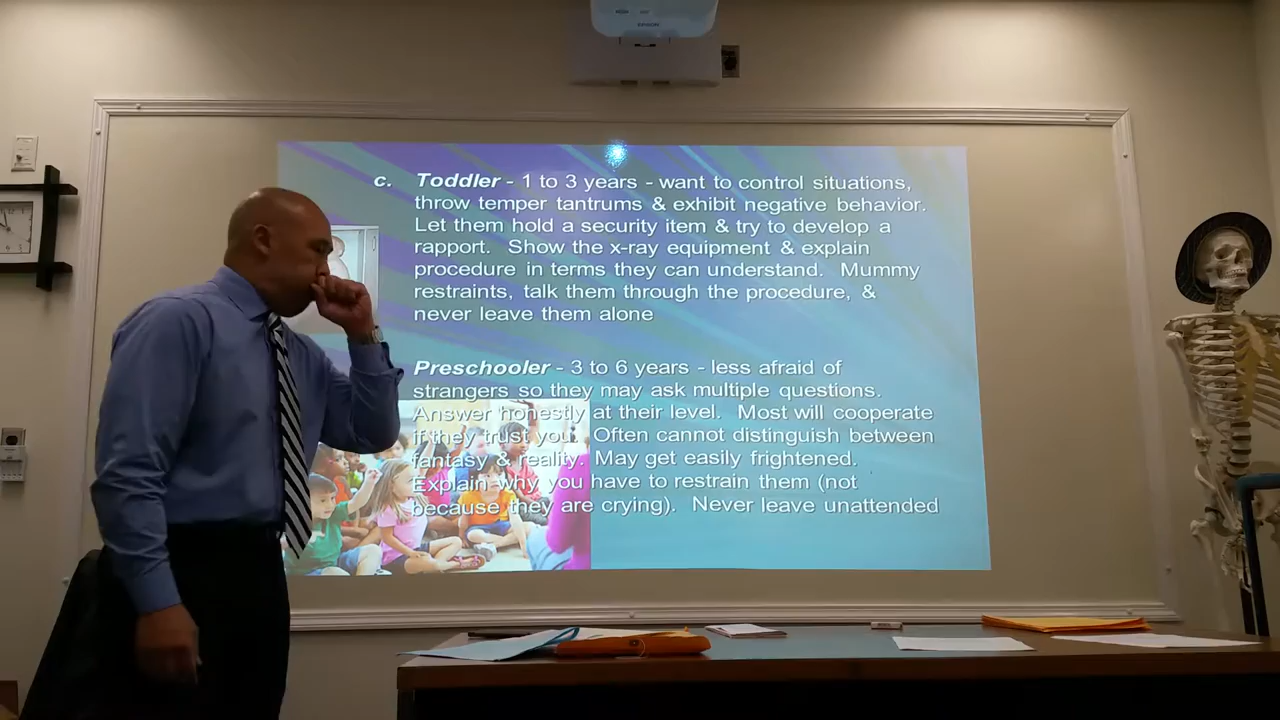 EPSON
c. Toddler - 1 to 3 years - want to control situations,
throw temper tantrums & exhibit negative behavior.
Let them hold a security item & try to develop a
rapport. Show the x-ray equipment & explain
procedure in terms they can understand. Mummy
restraints, talk them through the procedure, &
never leave them alone
Preschooler - 3 to 6 years - less afraid of
strangers so they may ask multiple questions.
Answer honestly at their level. Most will cooperate
if they trust you. Often cannot distinguish between
fantasy & reality. May get easily frightened.
Explain why you have to restrain them (not
because they are crying). Never leave unattended